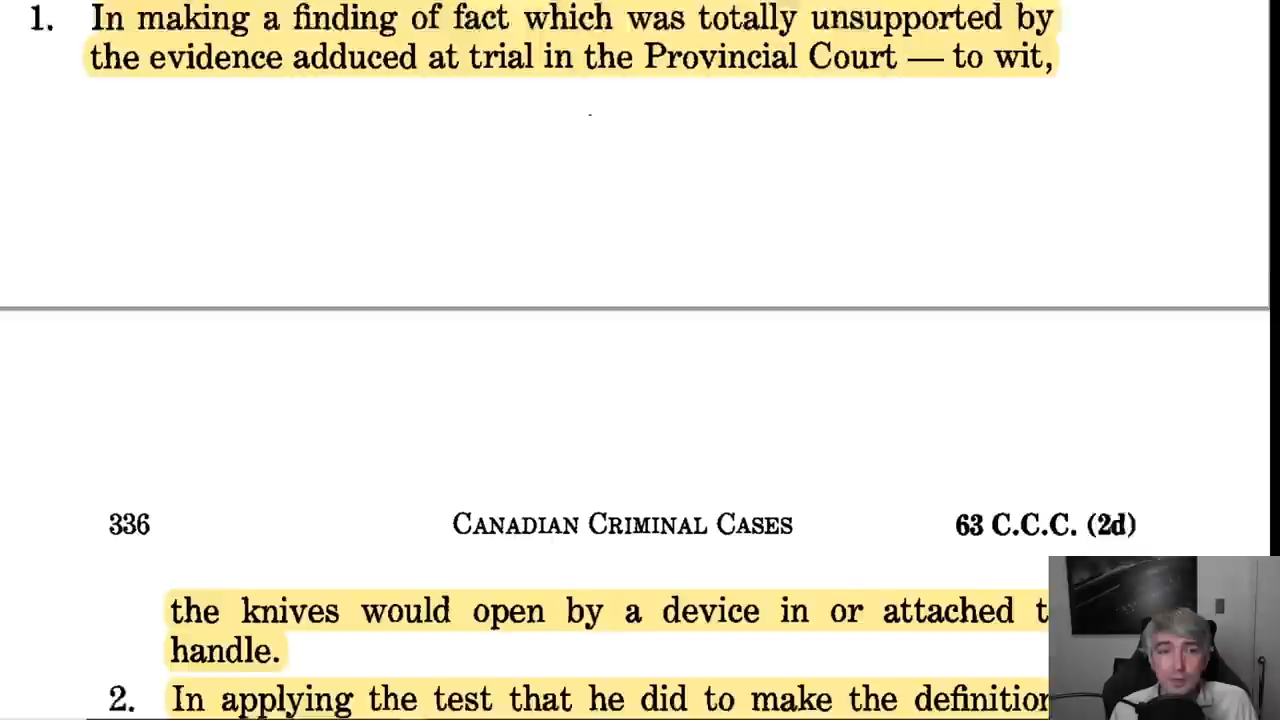 1. In making a finding of fact which was totally unsupported by
the evidence adduced at trial in the Provincial Court — to wit,
336 CANADIAN CRIMINAL CASES 63 C.C.C. (2d)
the knives would open by a device in or attached t
handle.
2. In applying the test that he did to make the definition